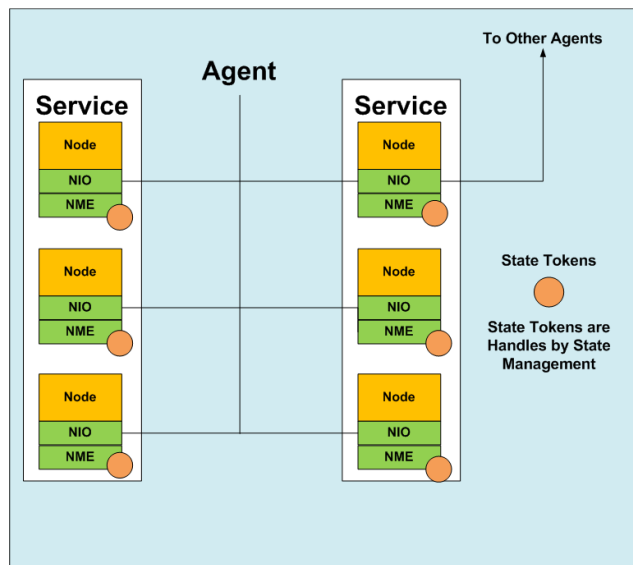 To Other Agents
Agent
Service
Node
NIO
NME
Node
NIO
NME
Node
NIO
NME
Service
Node
NIO
NME
Node
NIO
NME
Node
NIO
NME
State Tokens
State Tokens are
Handles by State
Management